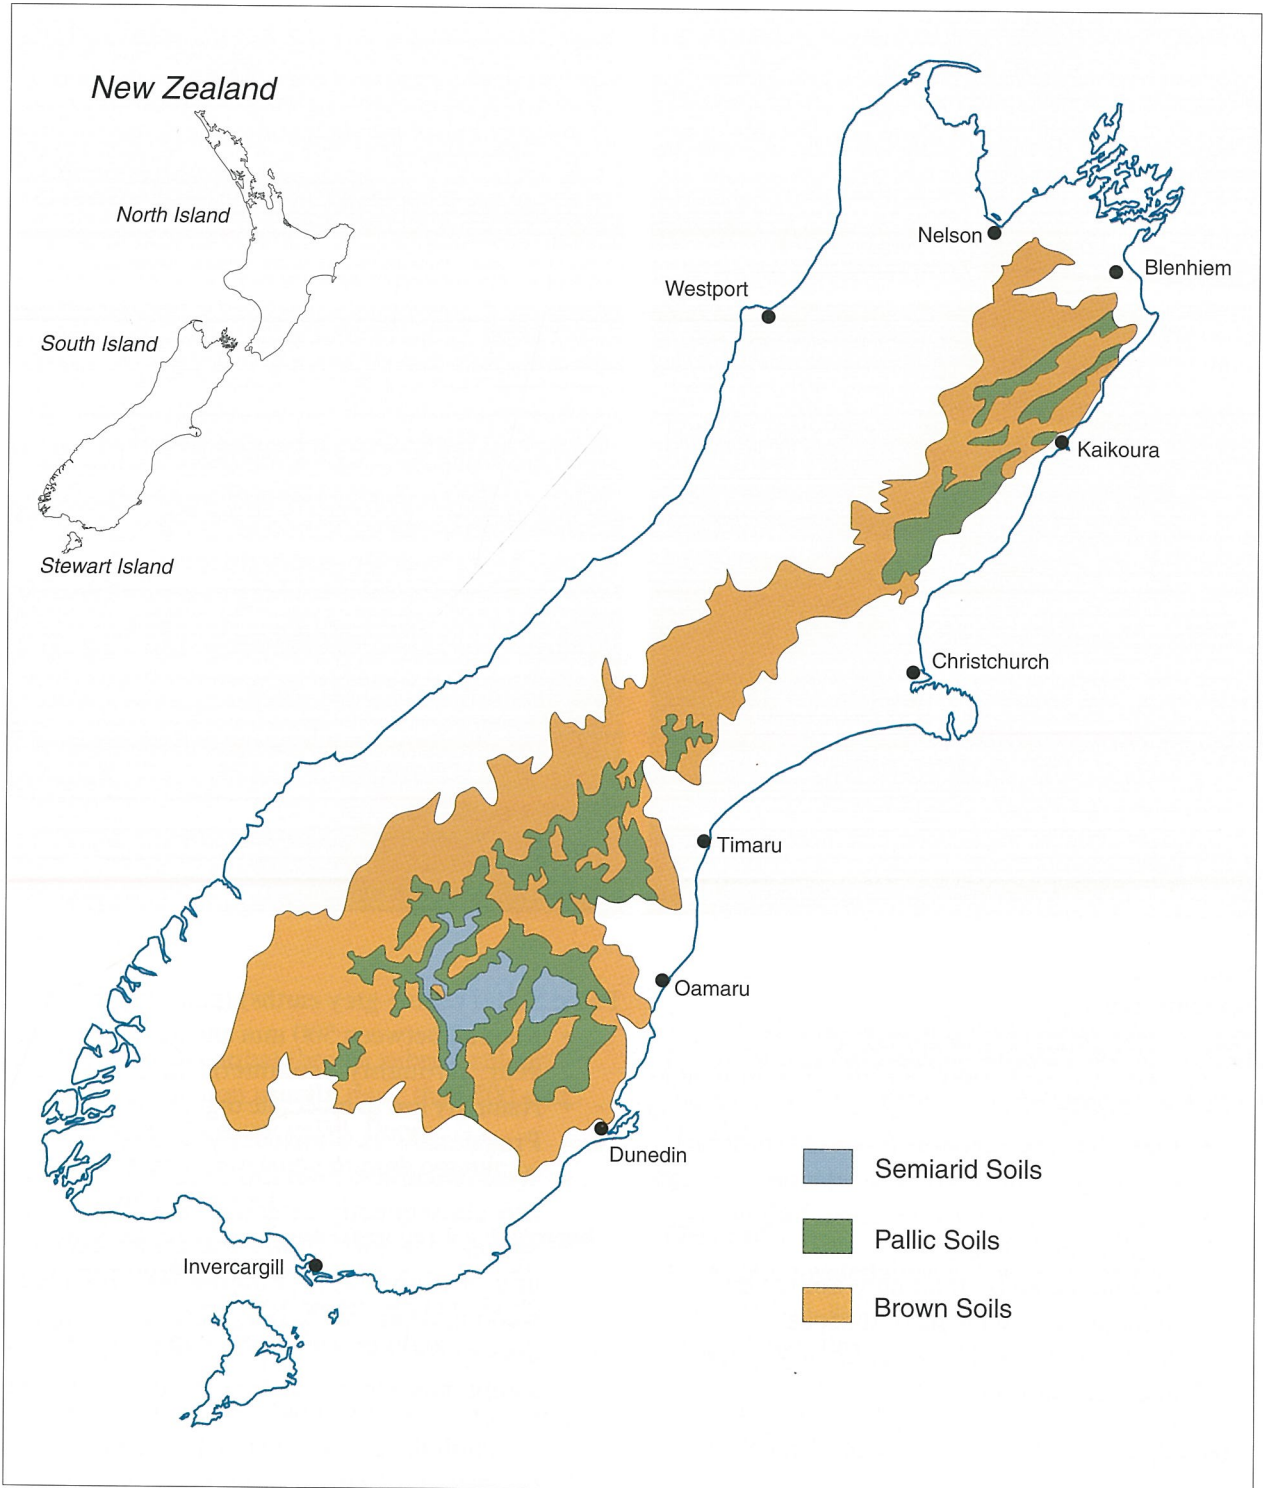 New Zealand
North Island
South Island
Stewart Island
Nelson
Blenhiem
Westport
Kaikoura
Christchurch
Timaru
Oamaru
Dunedin
Invercargill
Semiarid Soils
Pallic Soils
Brown Soils